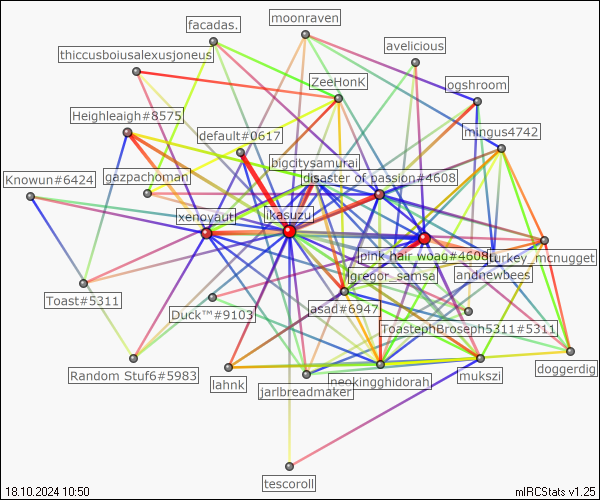 moonraven
facadas.
avelicious
thiccusboiusalexusjoneus
ZeeHonK
ogshroom
Heighleaigh#8575
default#0617
mingus4742
bigcitysamurai
Knowun#6424
gazpachoman
disaster of passion#4608
xenoyaut
ikasuzu
pink hair woag#4608
turkey_mcnugget
gregor_samsa
andrewbees
Toast#5311
Duck™#9103
asad#6947
ToastephBroseph5311#5311
Random Stuf6#5983
lahnk
jarlbreadmaker
neokingghidorah
mukszi
doggerdig
tescoroll
18.10.2024 10:50
mIRCStats v1.25